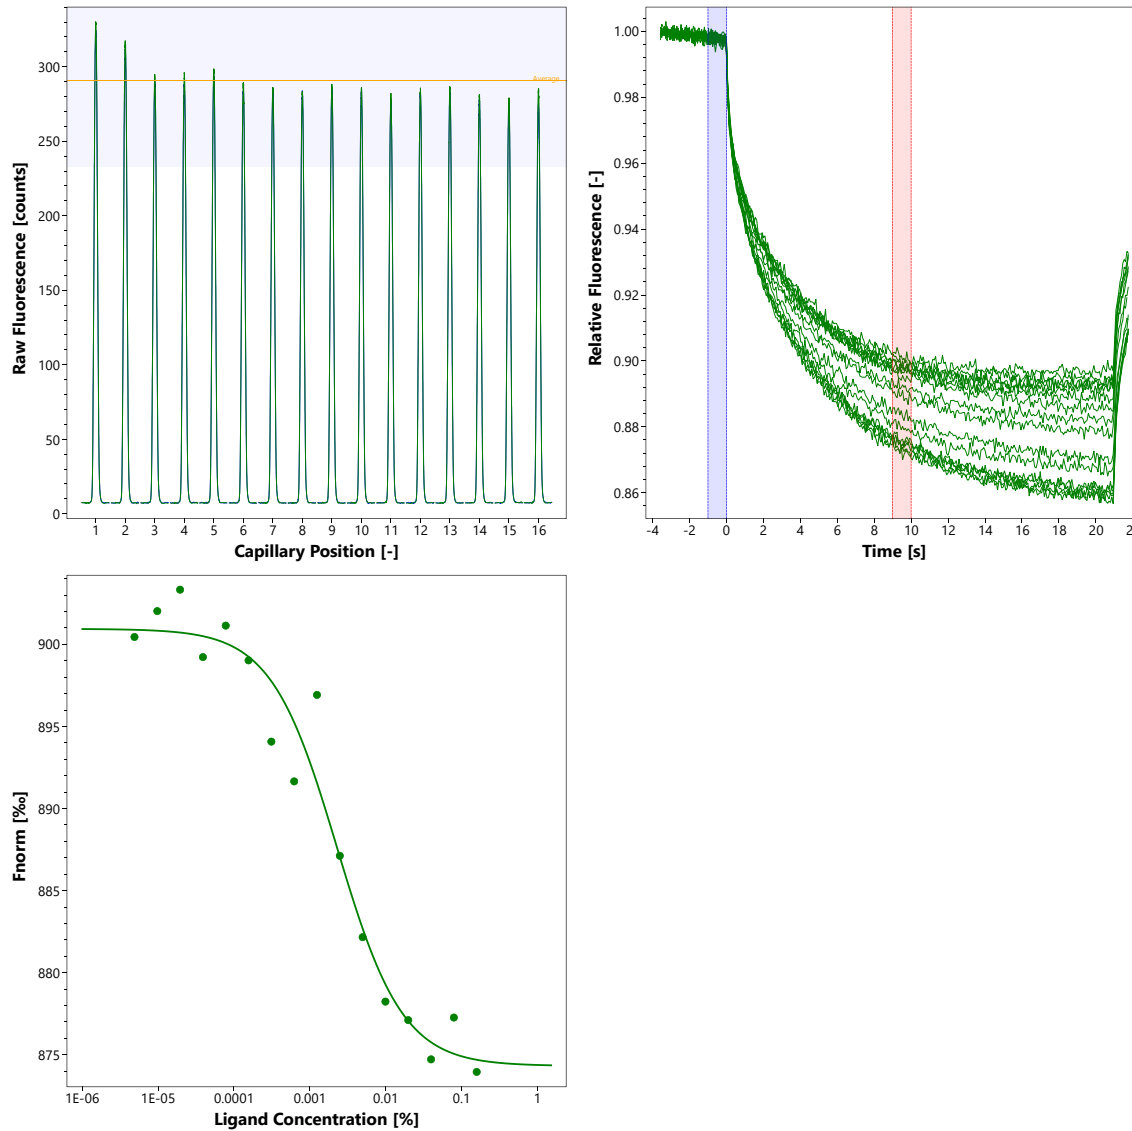 Raw Fluorescence [counts]
300
250
200
150
100
50
0
Average
1 2 3 4 5 6 7 8 9 10 11 12 13 14 15 16
Capillary Position [-]
Relative Fluorescence [-]
1.00
0.98
0.96
0.94
0.92
0.90
0.88
0.86
-4 -2 0 2 4 6 8 10 12 14 16 18 20 2
Time [s]
Fnorm [‰]
900
895
890
885
880
875
1E-06 1E-05 0.0001 0.001 0.01 0.1 1
Ligand Concentration [%]